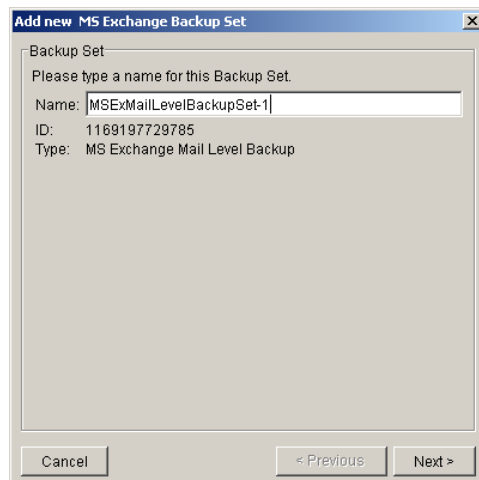 Add new MS Exchange Backup Set
Backup Set
Please type a name for this Backup Set.
Name: MSExMailLevelBackupSet-1
ID: 1169197729785
Type: MS Exchange Mail Level Backup
Cancel < Previous Next >